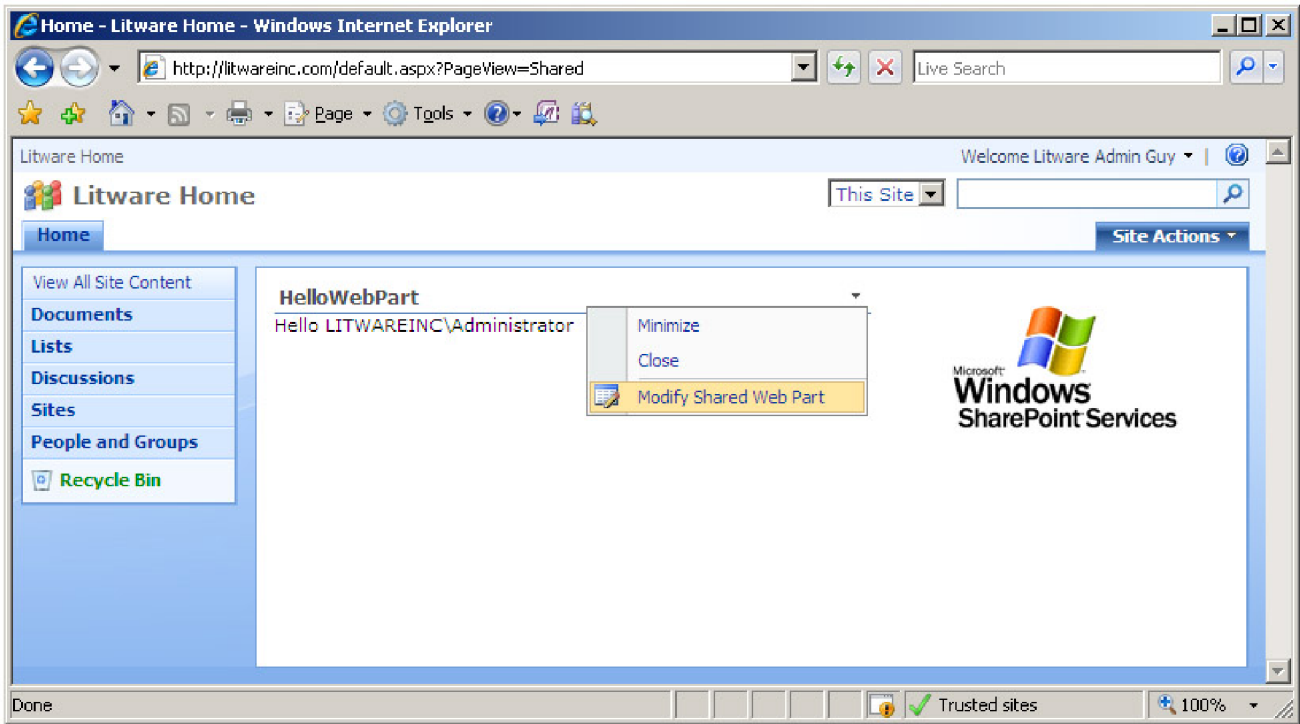 Home - Litware Home - Windows Internet Explorer
http://litwareinc.com/default.aspx?PageView=Shared
Live Search
Page
Tools
Litware Home
Welcome Litware Admin Guy
Litware Home
This Site
Home
Site Actions
View All Site Content
Documents
Lists
Discussions
Sites
People and Groups
Recycle Bin
HelloWebPart
Hello LITWAREINC\Administrator
Minimize
Close
Modify Shared Web Part
Microsoft
Windows
SharePoint Services
Done
Trusted sites
100%